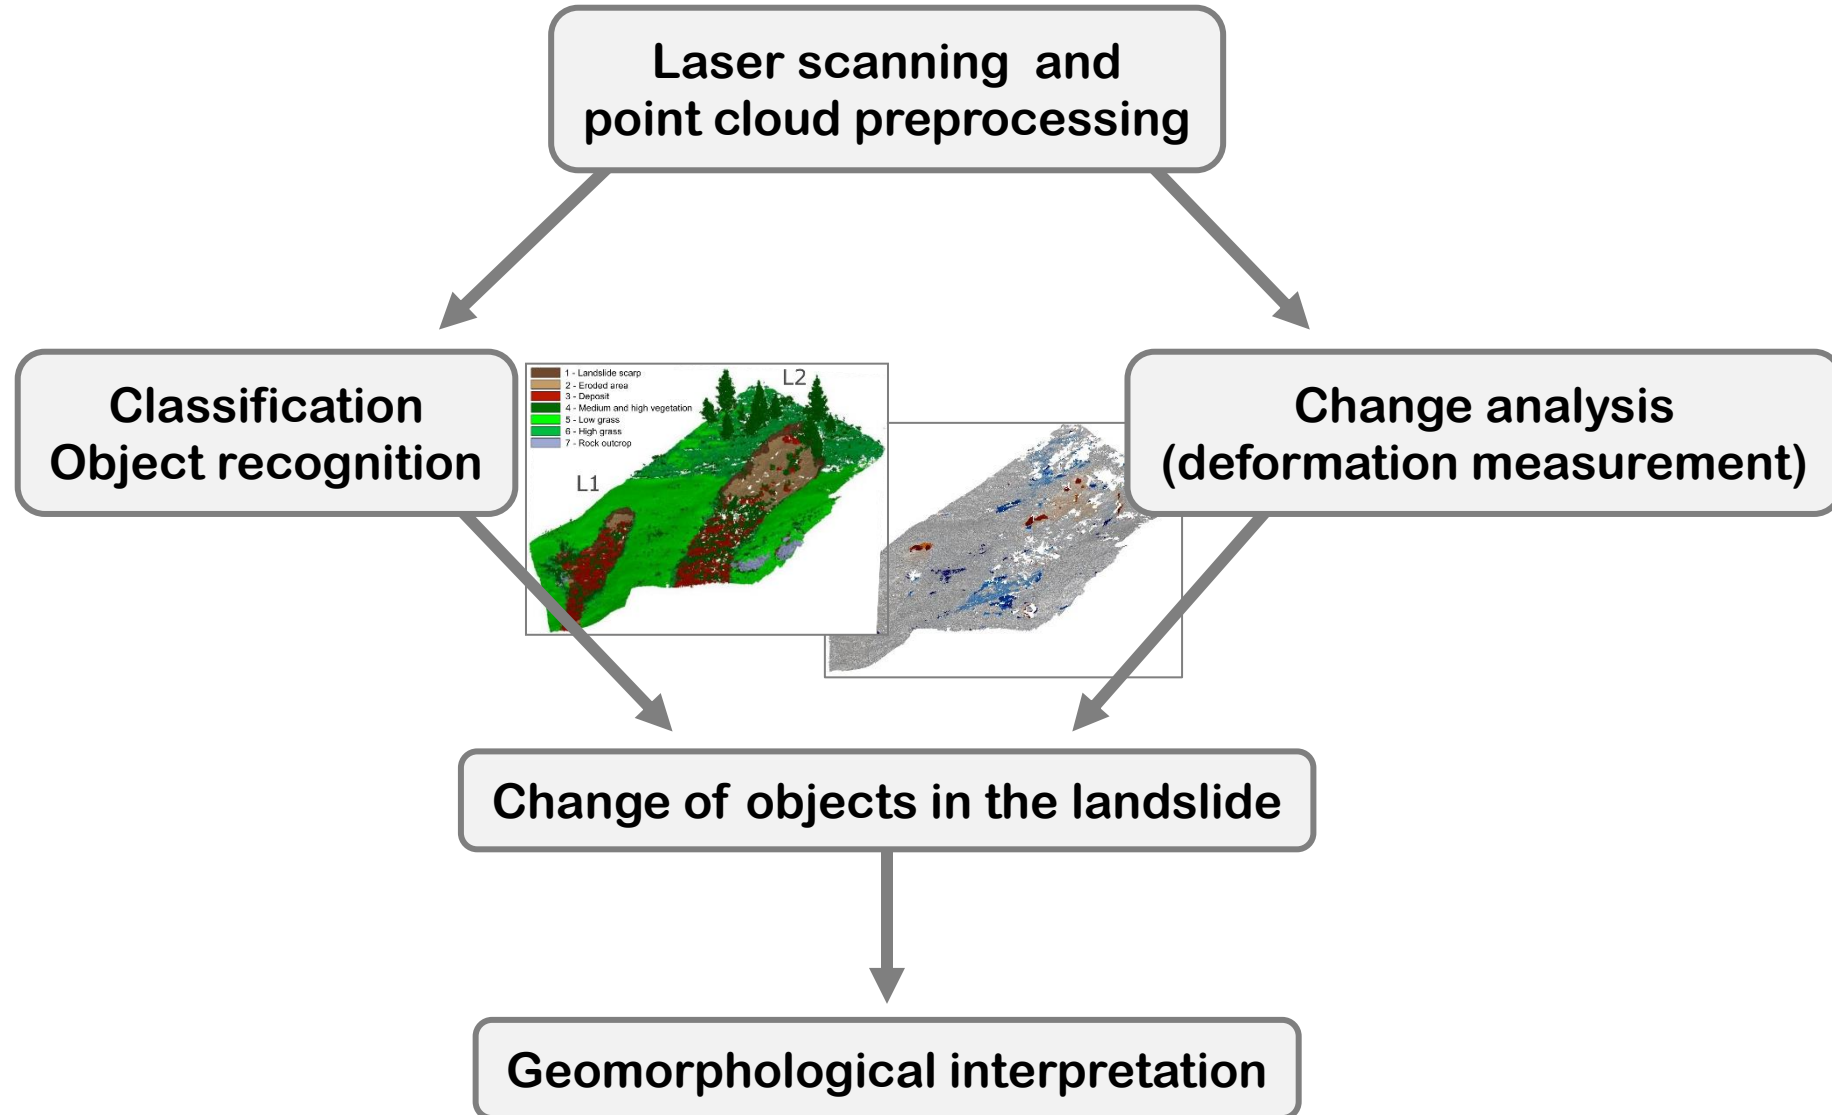 Laser scanning and
point cloud preprocessing
Classification
Object recognition
1 - Landslide scarp
2 - Eroded area
3 - Deposit
4 - Medium and high vegetation
5 - Low grass
6 - High grass
7 - Rock outcrop
L2
L1
Change analysis
(deformation measurement)
Change of objects in the landslide
Geomorphological interpretation